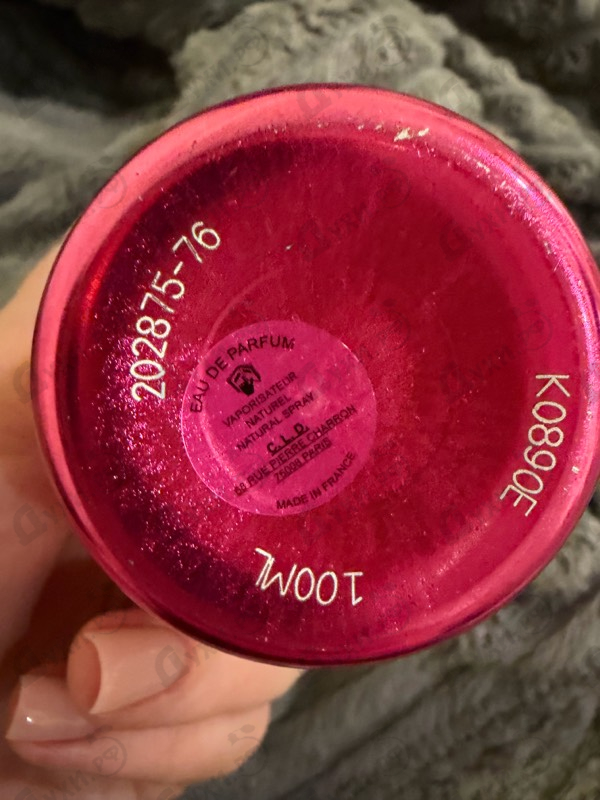 202875-76
EAU DE PARFUM
VAPORISATEUR
NATUREL
NATURAL SPRAY
C.L.D
RUE PIERRE CHARRON
75008 PARIS
MADE IN FRANCE
K0890E
100ML